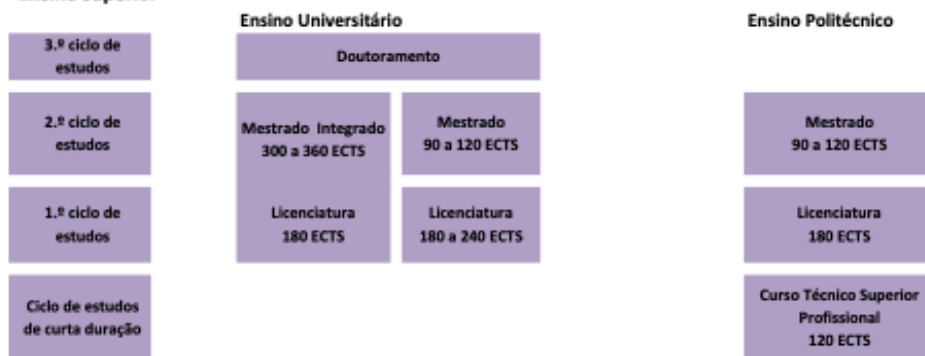 Ensino Superior
Ensino Universitário
Ensino Politécnico
3.º ciclo de
estudos
Doutoramento
2.º ciclo de
estudos
Mestrado Integrado
300 a 360 ECTS
Mestrado
90 a 120 ECTS
Mestrado
90 a 120 ECTS
1.º ciclo de
estudos
Licenciatura
180 ECTS
Licenciatura
180 a 240 ECTS
Licenciatura
180 ECTS
Ciclo de estudos
de curta duração
Curso Técnico Superior
Profissional
120 ECTS